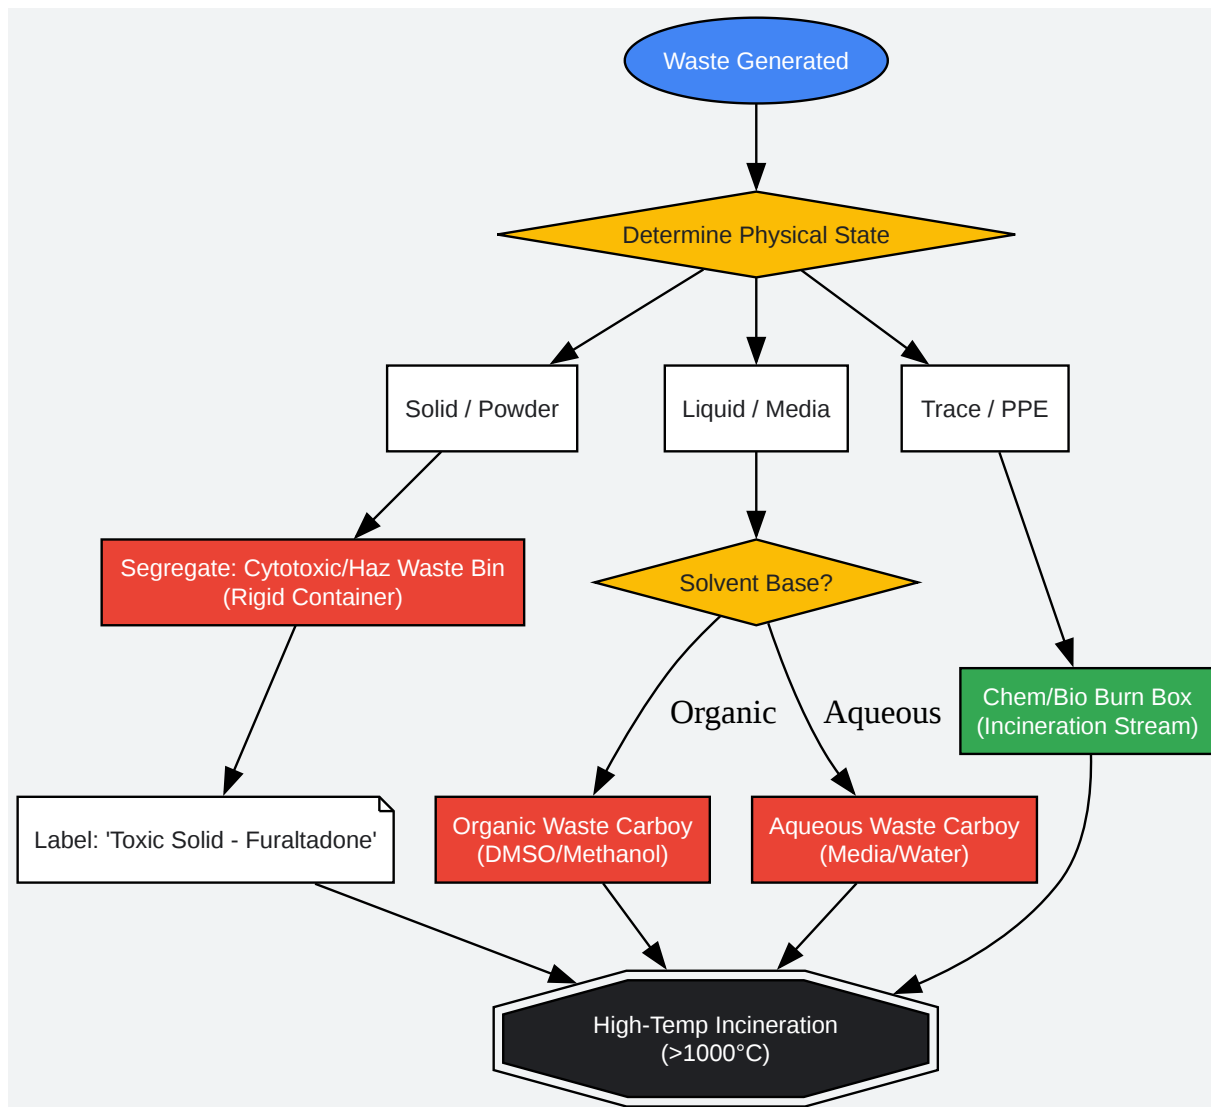 Waste Generated
Determine Physical State
Solid / Powder
Liquid / Media
Trace / PPE
Segregate: Cytotoxic/Haz Waste Bin
(Rigid Container)
Solvent Base?
Organic
Aqueous
Chem/Bio Burn Box
(Incineration Stream)
Label: 'Toxic Solid - Furaltadone'
Organic Waste Carboy
(DMSO/Methanol)
Aqueous Waste Carboy
(Media/Water)
High-Temp Incineration
(>1000°C)